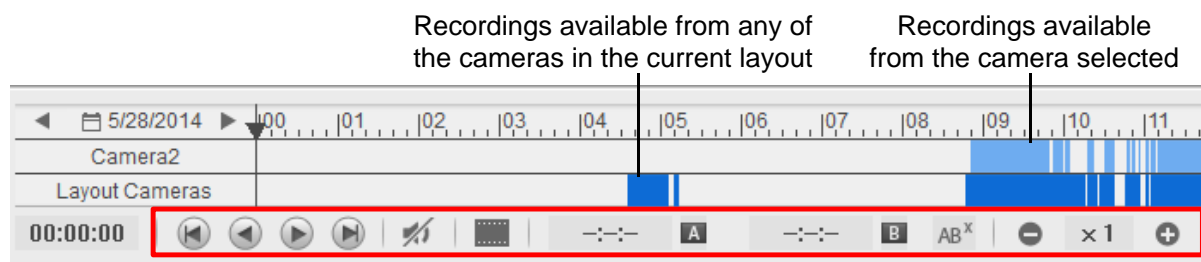 Recordings available from any of
the cameras in the current layout
Recordings available
from the camera selected
5/28/2014 00 01 02 03 04 05 06 07 08 09 10 11
Camera2
Layout Cameras
00:00:00 --:--:-- A --:--:-- B ABX ×1